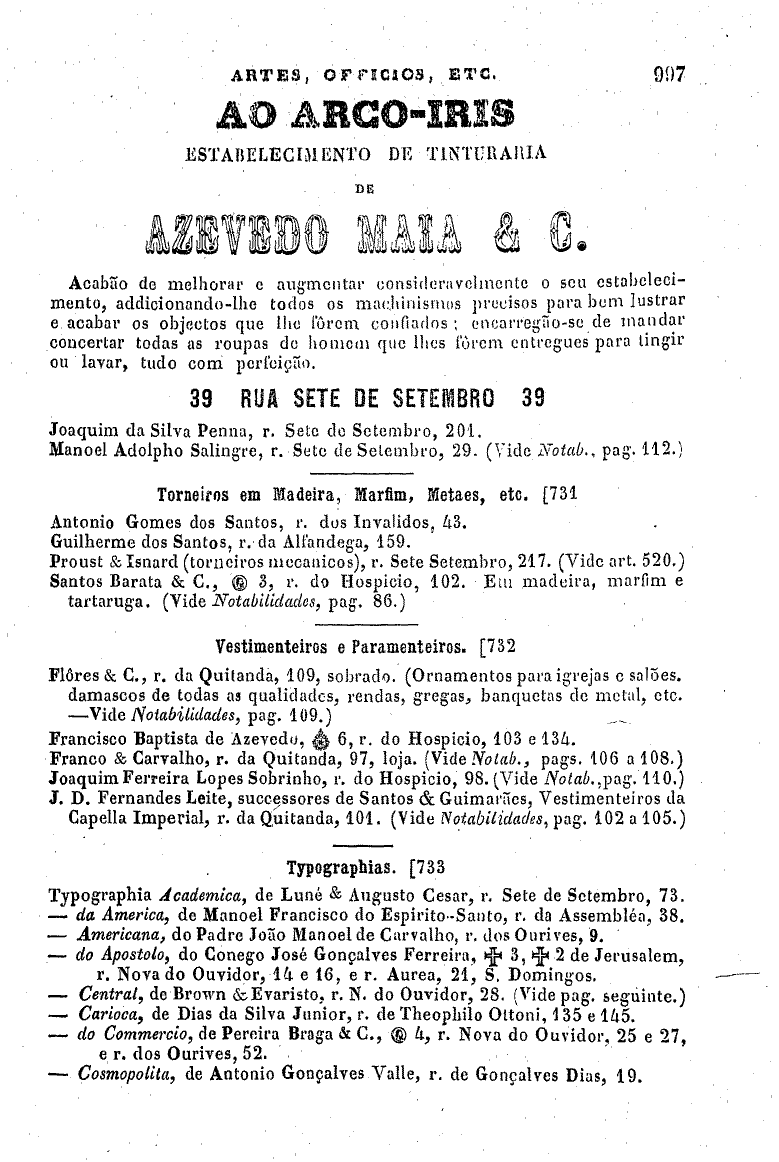 ARTES, OFFICIOS, ETC. 997
AO ARCO-IRIS
ESTABELECIMENTO DE TINTURARIA
DE
AZEVEDO MAIA & C.
Acabão de melhorar e augmentar consideravelmente o seu estabeleci-
mento, addicionando-lhe todos os machinismos precisos para bem lustrar
e acabar os objectos que lhe fôrem confiados; encarregão-se de mandar
concertar todas as roupas de homem que lhes fôrem entregues para tingir
ou lavar, tudo com perfeição.
39 RUA SETE DE SETEMBRO 39
Joaquim da Silva Penna, r. Sete de Setembro, 201.
Manoel Adolpho Salingre, r. Sete de Setembro, 29. (Vide Notab., pag. 112.)
Torneiros em Madeira, Marfim, Metaes, etc. [731
Antonio Gomes dos Santos, r. dos Invalidos, 43.
Guilherme dos Santos, r. da Alfandega, 159.
Proust & Isnard (torneiros mecanicos), r. Sete Setembro, 217. (Vide art. 520.)
Santos Barata & C., 3, r. do Hospicio, 102. Em madeira, marfim e
tartaruga. (Vide Notabilidades, pag. 86.)
Vestimenteiros e Paramenteiros. [732
Flôres & C., r. da Quitanda, 109, sobrado. (Ornamentos para igrejas e salões.
damascos de todas as qualidades, rendas, gregas, banquetas de metal, etc.
—Vide Notabilidades, pag. 109.)
Francisco Baptista de Azevedo, 6, r. do Hospicio, 103 e 134.
Franco & Carvalho, r. da Quitanda, 97, loja. (Vide Notab., pags. 106 a 108.)
Joaquim Ferreira Lopes Sobrinho, r. do Hospicio, 98. (Vide Notab., pag. 110.)
J. D. Fernandes Leite, successores de Santos & Guimarães, Vestimenteiros da
Capella Imperial, r. da Quitanda, 101. (Vide Notabilidades, pag. 102 a 105.)
Typographias. [733
Typographia Academica, de Luné & Augusto Cesar, r. Sete de Setembro, 73.
— da America, de Manoel Francisco do Espirito-Santo, r. da Assembléa, 38.
— Americana, do Padre João Manoel de Carvalho, r. dos Ourives, 9.
— do Apostolo, do Conego José Gonçalves Ferreira, ✠ 3, ✠ 2 de Jerusalem,
r. Nova do Ouvidor, 14 e 16, e r. Aurea, 21, S. Domingos.
— Central, de Brown & Evaristo, r. N. do Ouvidor, 28. (Vide pag. seguinte.)
— Carioca, de Dias da Silva Junior, r. de Theophilo Ottoni, 135 e 145.
— do Commercio, de Pereira Braga & C., 4, r. Nova do Ouvidor, 25 e 27,
e r. dos Ourives, 52.
— Cosmopolita, de Antonio Gonçalves Valle, r. de Gonçalves Dias, 19.